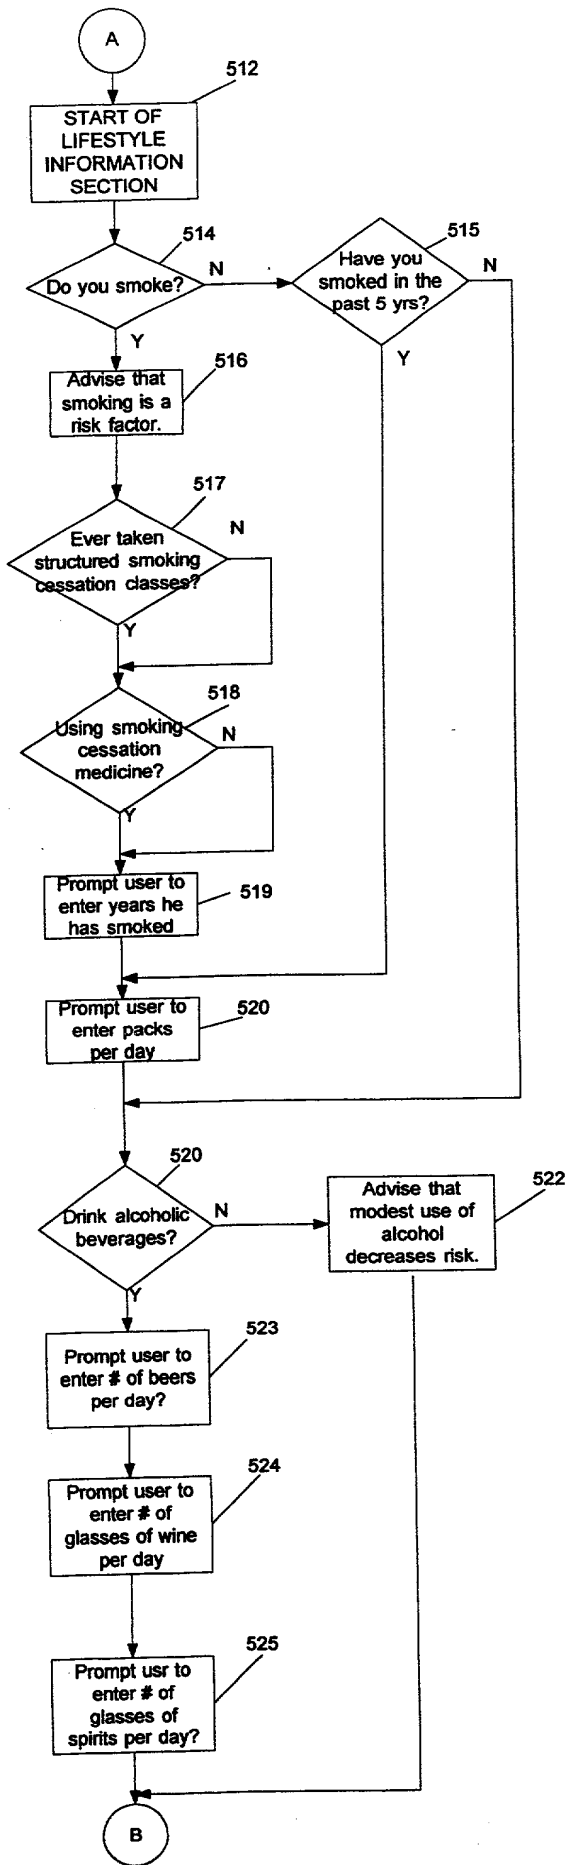 A
512
START OF
LIFESTYLE
INFORMATION
SECTION
514
Do you smoke?
N
Y
515
Have you
smoked in the
past 5 yrs?
N
Y
516
Advise that
smoking is a
risk factor.
517
Ever taken
structured smoking
cessation classes?
N
Y
518
Using smoking
cessation
medicine?
N
Y
Prompt user to
enter years he
has smoked
519
Prompt user to
enter packs
per day
520
520
Drink alcoholic
beverages?
N
Y
522
Advise that
modest use of
alcohol
decreases risk.
523
Prompt user to
enter # of beers
per day?
524
Prompt user to
enter # of
glasses of wine
per day
525
Prompt usr to
enter # of
glasses of
spirits per day?
B